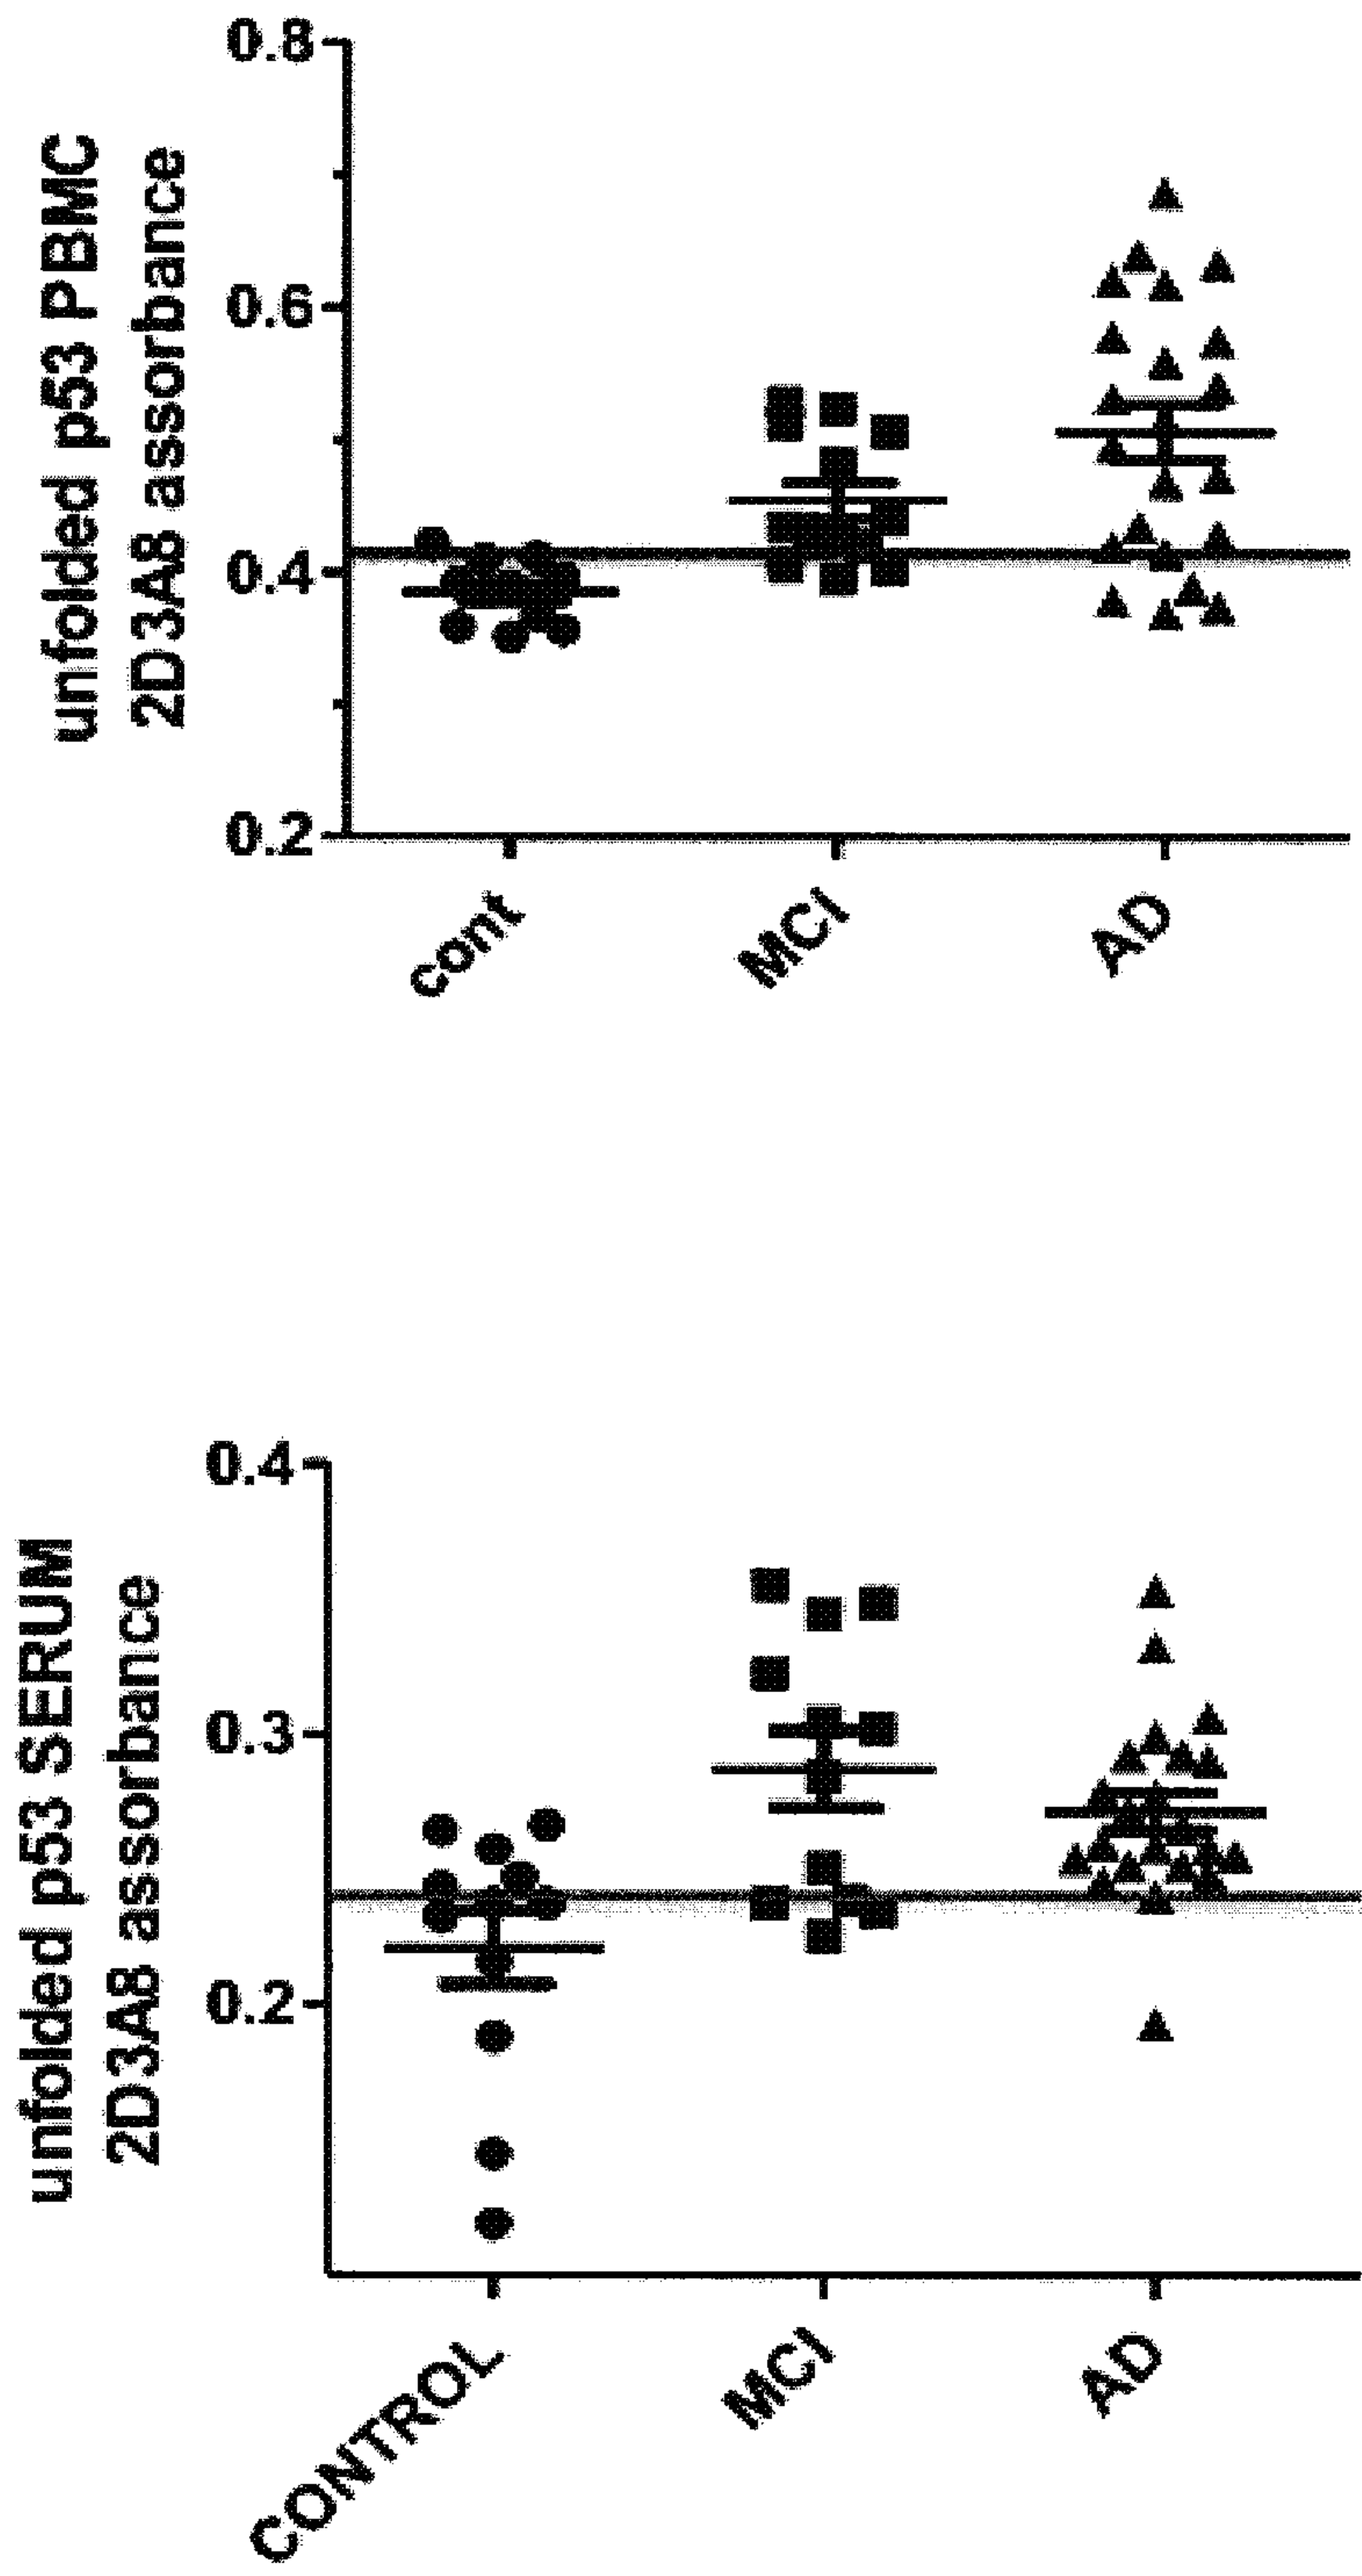 unfolded p53 PBMC
2D3A8 assorbance
0.8
0.6
0.4
0.2
cont
MCI
AD
unfolded p53 SERUM
2D3A8 assorbance
0.4
0.3
0.2
CONTROL
MCI
AD